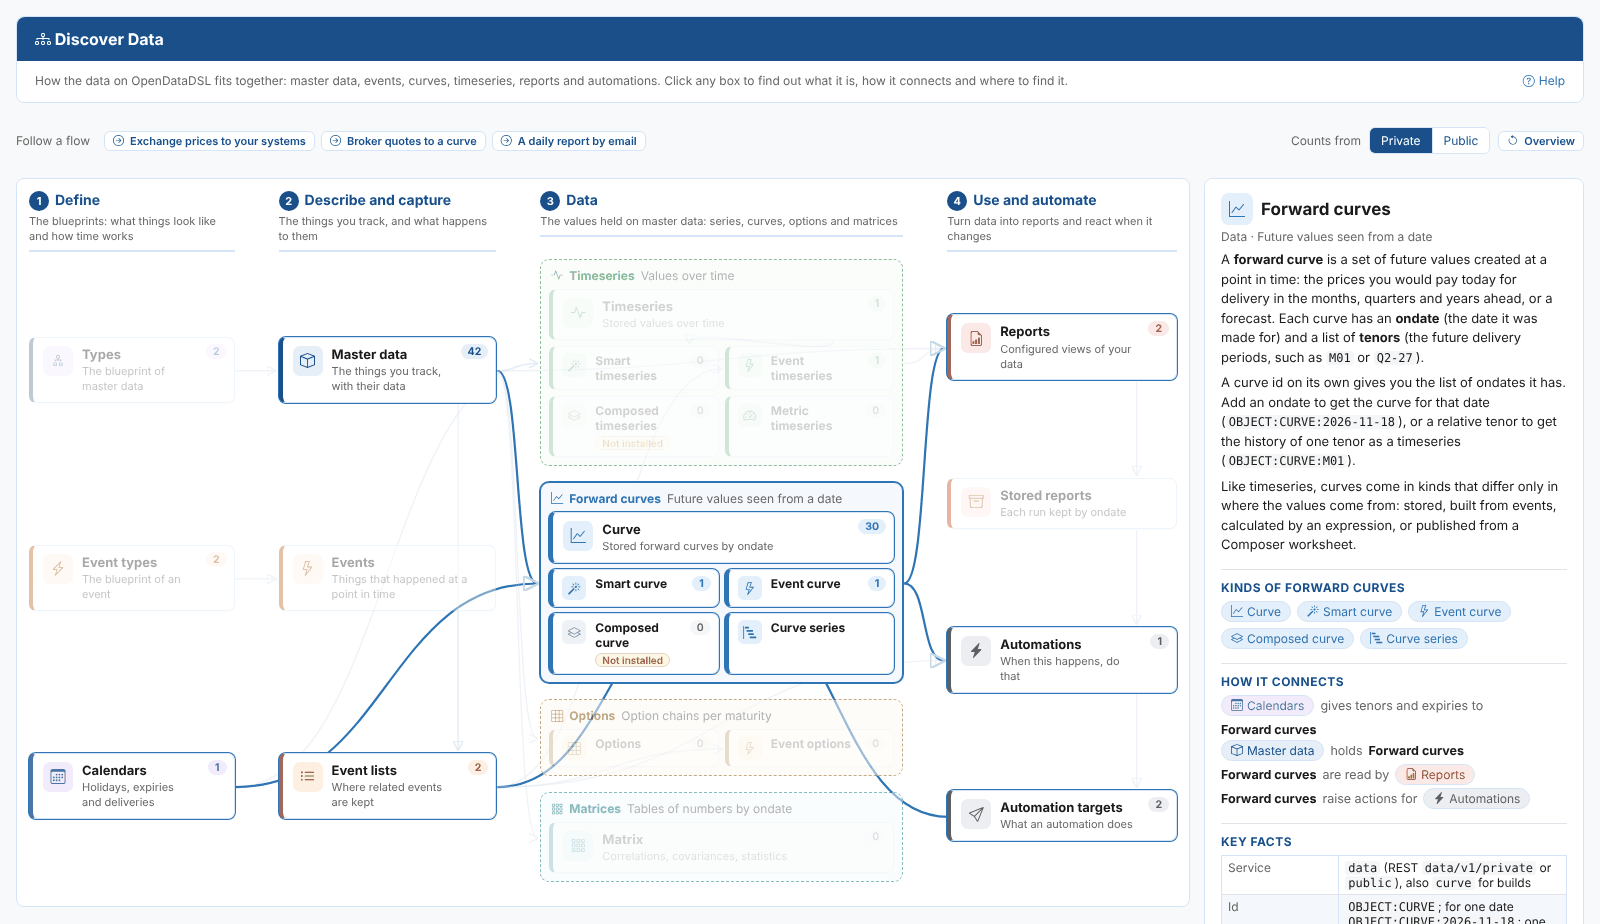 Discover Data
How the data on OpenDataDSL fits together: master data, events, curves, timeseries, reports and automations. Click any box to find out what it is, how it connects and where to find it.
Help
Follow a flow
Exchange prices to your systems
Broker quotes to a curve
A daily report by email
Counts from
Private
Public
Overview
1 Define
The blueprints: what things look like
and how time works
2 Describe and capture
The things you track, and what happens
to them
3 Data
The values held on master data: series, curves, options and matrices
4 Use and automate
Turn data into reports and react when it
changes
Types 2
The blueprint of
master data
Event types 2
The blueprint of an
event
Calendars 1
Holidays, expiries
and deliveries
Master data 42
The things you track,
with their data
Events
Things that happened at a
point in time
Event lists 2
Where related events
are kept
Timeseries Values over time
Timeseries 1
Stored values over time
Smart
timeseries
0
Event
timeseries
1
Composed
timeseries
0
Not installed
Metric
timeseries
0
Forward curves Future values seen from a date
Curve 30
Stored forward curves by ondate
Smart curve 1
Event curve 1
Composed
curve
0
Not installed
Curve series
Options Option chains per maturity
Options 0
Event options 0
Matrices Tables of numbers by ondate
Matrix 0
Correlations, covariances, statistics
Reports 2
Configured views of your
data
Stored reports
Each run kept by ondate
Automations 1
When this happens, do
that
Automation targets 2
What an automation does
Forward curves
Data · Future values seen from a date
A forward curve is a set of future values created at a
point in time: the prices you would pay today for
delivery in the months, quarters and years ahead, or a
forecast. Each curve has an ondate (the date it was
made for) and a list of tenors (the future delivery
periods, such as M01 or Q2-27).
A curve id on its own gives you the list of ondates it has.
Add an ondate to get the curve for that date
(OBJECT:CURVE:2026-11-18), or a relative tenor to get
the history of one tenor as a timeseries
(OBJECT:CURVE:M01).
Like timeseries, curves come in kinds that differ only in
where the values come from: stored, built from events,
calculated by an expression, or published from a
Composer worksheet.
KINDS OF FORWARD CURVES
Curve
Smart curve
Event curve
Composed curve
Curve series
HOW IT CONNECTS
Calendars gives tenors and expiries to
Forward curves
Master data holds Forward curves
Forward curves are read by Reports
Forward curves raise actions for Automations
KEY FACTS
Service
data (REST data/v1/private or
public), also curve for builds
Id
OBJECT:CURVE; for one date
OBJECT:CURVE:2026-11-18; one